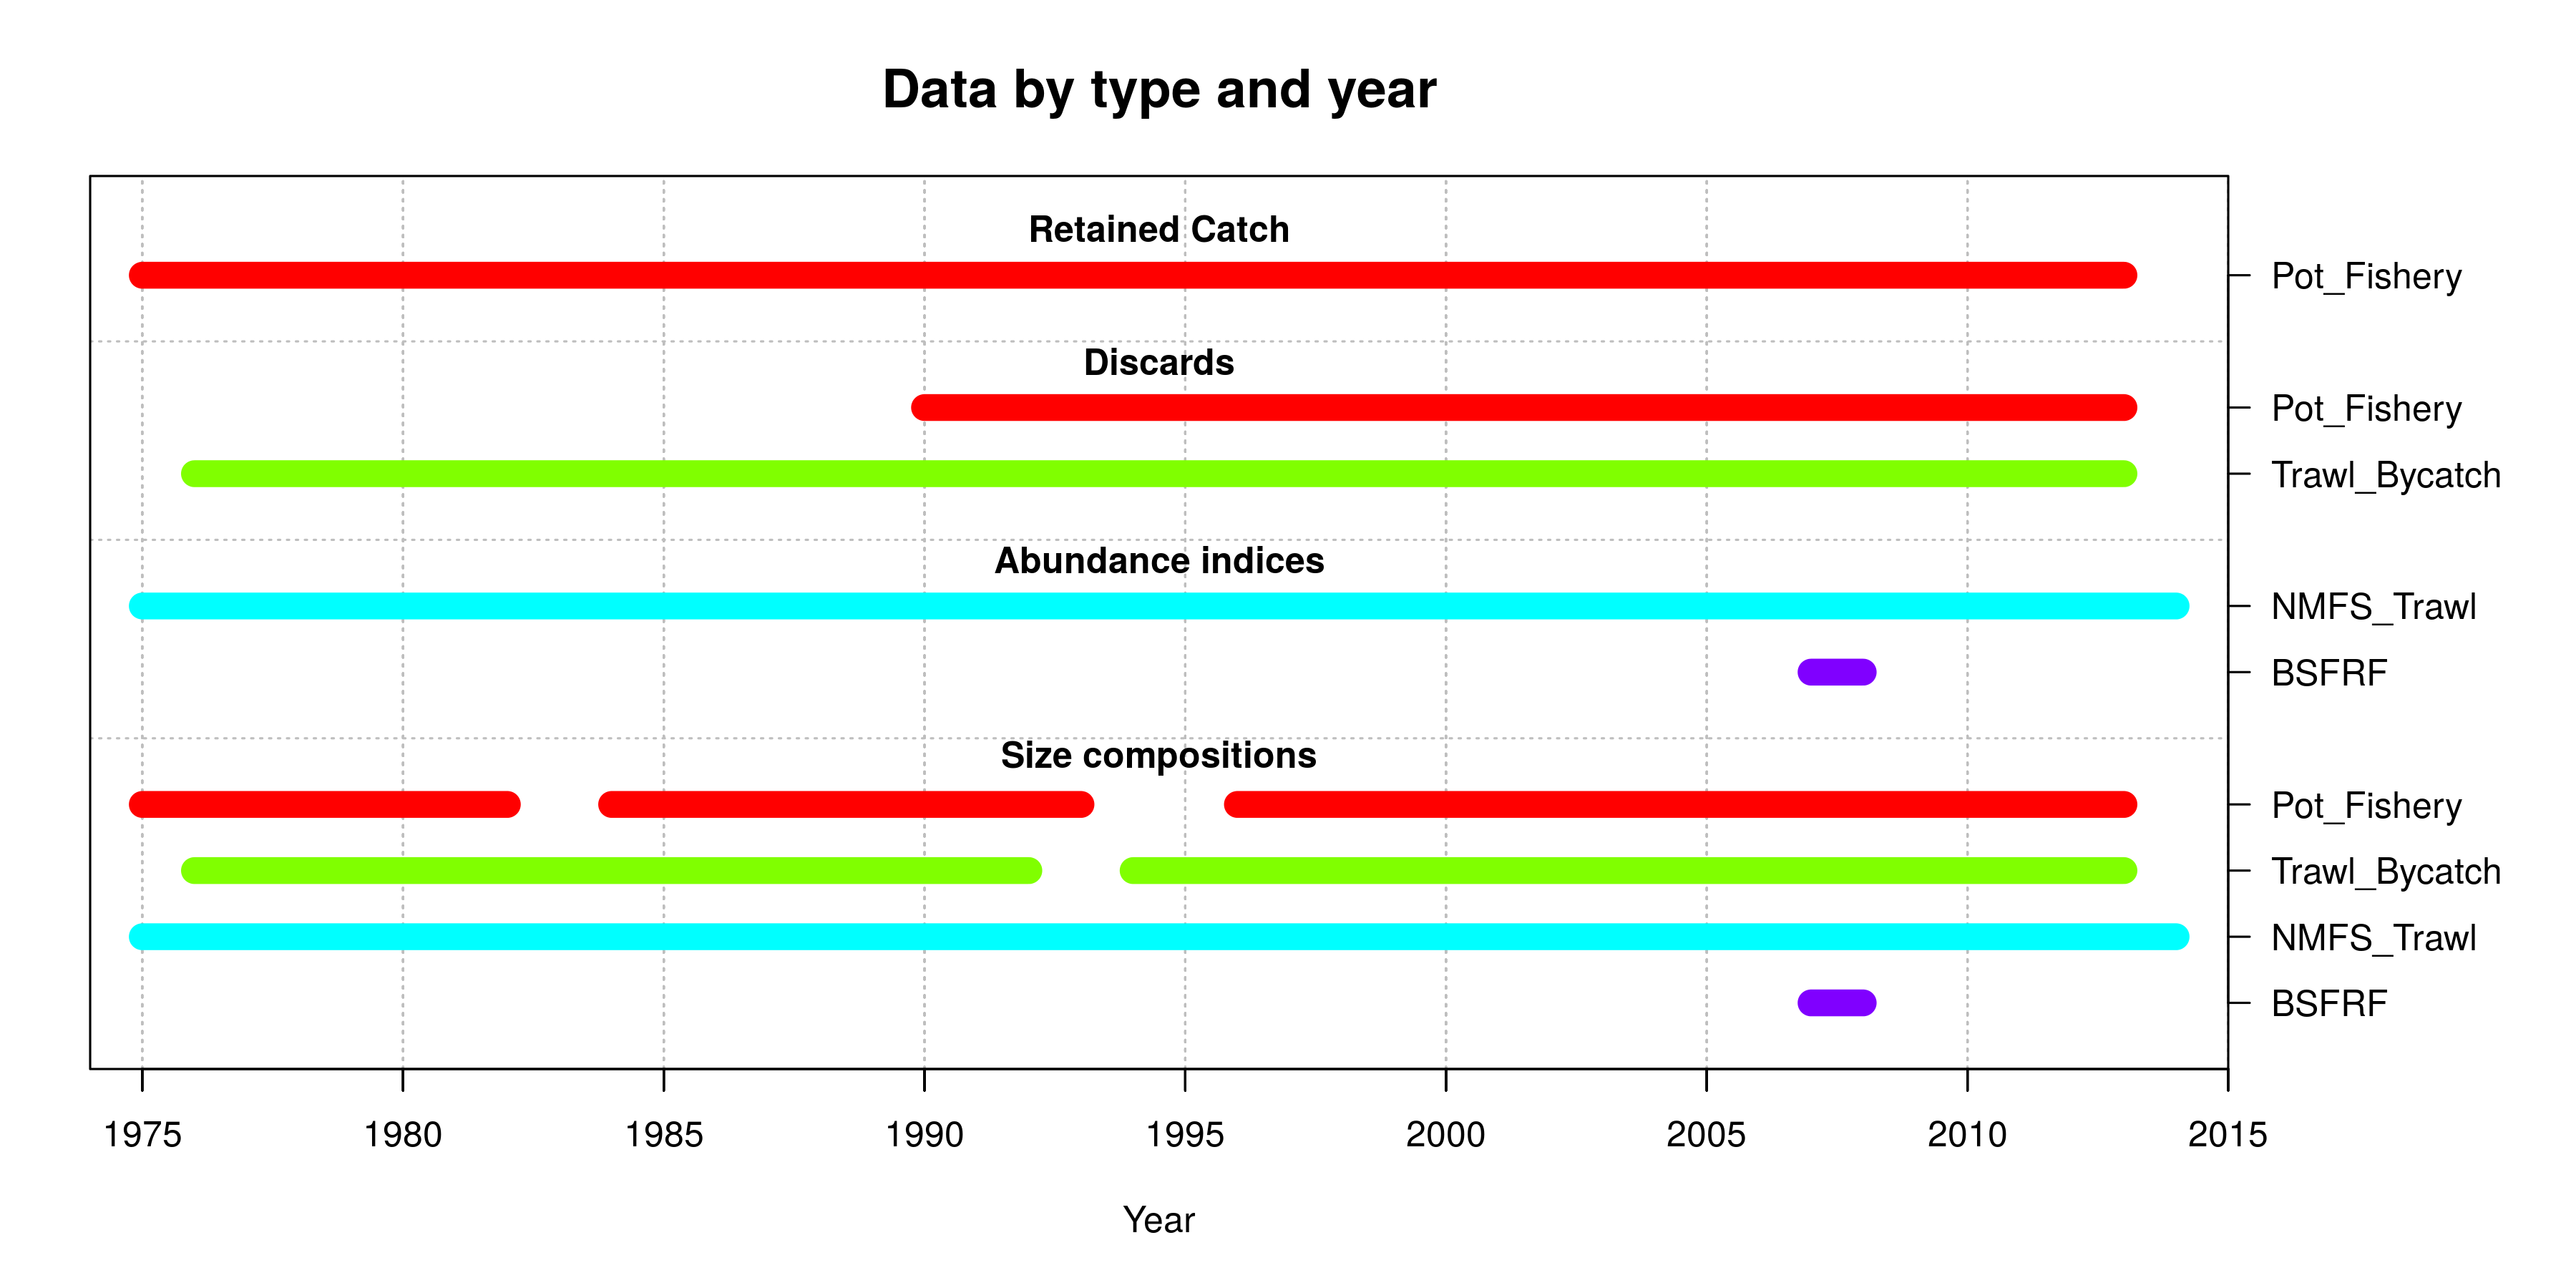 Data by type and year
Retained Catch
Pot_Fishery
Discards
Pot_Fishery
Trawl_Bycatch
Abundance indices
NMFS_Trawl
BSFRF
Size compositions
Pot_Fishery
Trawl_Bycatch
NMFS_Trawl
BSFRF
1975 1980 1985 1990 1995 2000 2005 2010 2015
Year